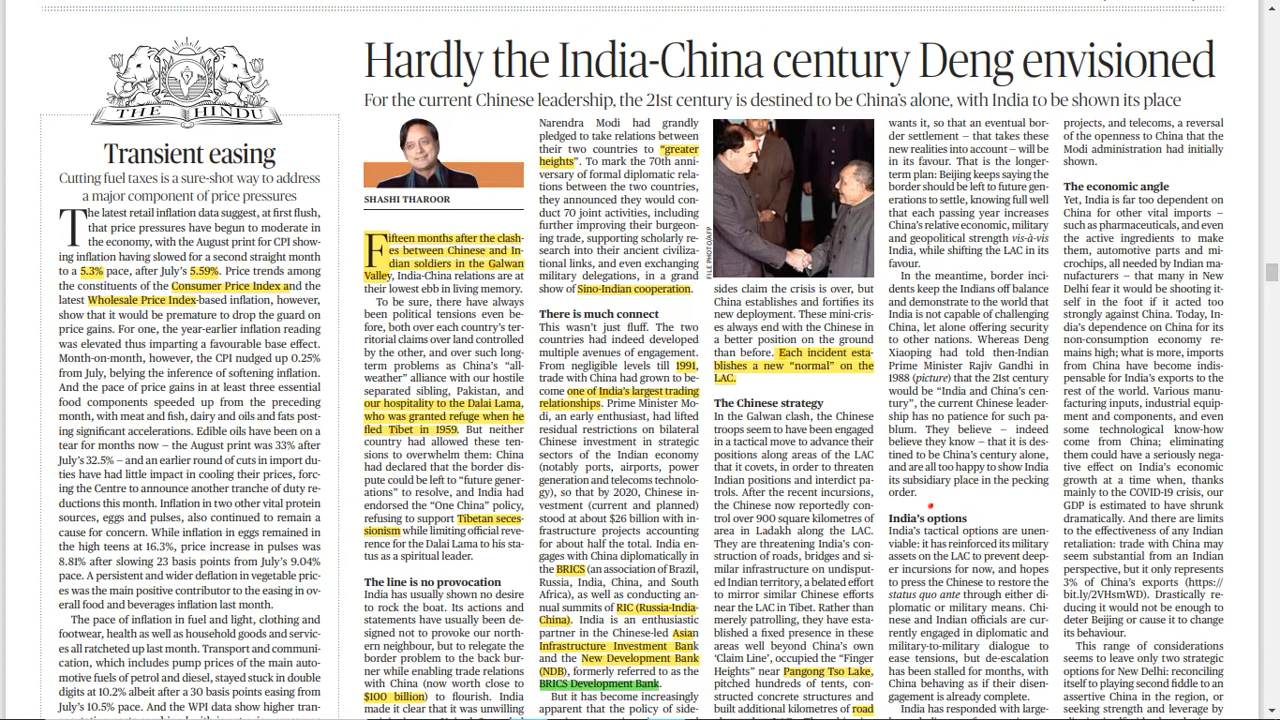 Hardly the India-China century Deng envisioned
For the current Chinese leadership, the 21st century is destined to be China's alone, with India to be shown its place
THE HINDU
Transient easing
Cutting fuel taxes is a sure-shot way to address
a major component of price pressures
The latest retail inflation data suggest, at first flush,
that price pressures have begun to moderate in
the economy, with the August print for CPI show-
ing inflation having slowed for a second straight month
to a 5.3% pace, after July's 5.59%. Price trends among
the constituents of the Consumer Price Index and the
latest Wholesale Price Index-based inflation, however,
show that it would be premature to drop the guard on
price gains. For one, the year-earlier inflation reading
was elevated thus imparting a favourable base effect.
Month-on-month, however, the CPI nudged up 0.25%
from July, belying the inference of softening inflation.
And the pace of price gains in at least three essential
food components speeded up from the preceding
month, with meat and fish, dairy and oils and fats post-
ing significant accelerations. Edible oils have been on a
tear for months now — the August print was 33% after
July's 32.5% — and an earlier round of cuts in import du-
ties have had little impact in cooling their prices, forc-
ing the Centre to announce another tranche of duty re-
ductions this month. Inflation in two other vital protein
sources, eggs and pulses, also continued to remain a
cause for concern. While inflation in eggs remained in
the high teens at 16.3%, price increase in pulses was
8.81% after slowing 23 basis points from July's 9.04%
pace. A persistent and wider deflation in vegetable pric-
es was the main positive contributor to the easing in ov-
erall food and beverages inflation last month.
The pace of inflation in fuel and light, clothing and
footwear, health as well as household goods and servic-
es all ratcheted up last month. Transport and communi-
cation, which includes pump prices of the main auto-
motive fuels of petrol and diesel, stayed stuck in double
digits at 10.2% albeit after a 30 basis points easing from
July's 10.5% pace. And the WPI data show higher tran-
SHASHI THAROOR
Fifteen months after the clash-
es between Chinese and In-
dian soldiers in the Galwan
Valley, India-China relations are at
their lowest ebb in living memory.
To be sure, there have always
been political tensions even be-
fore, both over each country's ter-
ritorial claims over land controlled
by the other, and over such long-
term problems as China's "all-
weather" alliance with our hostile
separated sibling, Pakistan, and
our hospitality to the Dalai Lama,
who was granted refuge when he
fled Tibet in 1959. But neither
country had allowed these ten-
sions to overwhelm them: China
had declared that the border dis-
pute could be left to "future gener-
ations" to resolve, and India had
endorsed the "One China" policy,
refusing to support Tibetan seces-
sionism while limiting official reve-
rence for the Dalai Lama to his sta-
tus as a spiritual leader.
The line is no provocation
India has usually shown no desire
to rock the boat. Its actions and
statements have usually been de-
signed not to provoke our north-
ern neighbour, but to relegate the
border problem to the back bur-
ner while enabling trade relations
with China (now worth close to
$100 billion) to flourish. India
made it clear that it was unwilling
Narendra Modi had grandly
pledged to take relations between
their two countries to "greater
heights". To mark the 70th anni-
versary of formal diplomatic rela-
tions between the two countries,
they announced they would con-
duct 70 joint activities, including
further improving their burgeon-
ing trade, supporting scholarly re-
search into their ancient civiliza-
tional links, and even exchanging
military delegations, in a grand
show of Sino-Indian cooperation.
There is much connect
This wasn't just fluff. The two
countries had indeed developed
multiple avenues of engagement.
From negligible levels till 1991,
trade with China had grown to be-
come one of India's largest trading
relationships. Prime Minister Mo-
di, an early enthusiast, had lifted
residual restrictions on bilateral
Chinese investment in strategic
sectors of the Indian economy
(notably ports, airports, power
generation and telecoms technolo-
gy), so that by 2020, Chinese in-
vestment (current and planned)
stood at about $26 billion with in-
frastructure projects accounting
for about half the total. India en-
gages with China diplomatically in
the BRICS (an association of Brazil,
Russia, India, China, and South
Africa), as well as conducting an-
nual summits of RIC (Russia-India-
China). India is an enthusiastic
partner in the Chinese-led Asian
Infrastructure Investment Bank
and the New Development Bank
(NDB), formerly referred to as the
BRICS Development Bank.
But it has become increasingly
apparent that the policy of side-
FILE PHOTO/AFP
sides claim the crisis is over, but
China establishes and fortifies its
new deployment. These mini-cris-
es always end with the Chinese in
a better position on the ground
than before. Each incident esta-
blishes a new "normal" on the
LAC.
The Chinese strategy
In the Galwan clash, the Chinese
troops seem to have been engaged
in a tactical move to advance their
positions along areas of the LAC
that it covets, in order to threaten
Indian positions and interdict pa-
trols. After the recent incursions,
the Chinese now reportedly con-
trol over 900 square kilometres of
area in Ladakh along the LAC.
They are threatening India's con-
struction of roads, bridges and si-
milar infrastructure on undisput-
ed Indian territory, a belated effort
to mirror similar Chinese efforts
near the LAC in Tibet. Rather than
merely patrolling, they have esta-
blished a fixed presence in these
areas well beyond China's own
'Claim Line', occupied the "Finger
Heights" near Pangong Tso Lake,
pitched hundreds of tents, con-
structed concrete structures and
built additional kilometres of road
wants it, so that an eventual bor-
der settlement — that takes these
new realities into account — will be
in its favour. That is the longer-
term plan: Beijing keeps saying the
border should be left to future gen-
erations to settle, knowing full well
that each passing year increases
China's relative economic, military
and geopolitical strength vis-à-vis
India, while shifting the LAC in its
favour.
In the meantime, border inci-
dents keep the Indians off balance
and demonstrate to the world that
India is not capable of challenging
China, let alone offering security
to other nations. Whereas Deng
Xiaoping had told then-Indian
Prime Minister Rajiv Gandhi in
1988 (picture) that the 21st century
would be "India and China's cen-
tury", the current Chinese leader-
ship has no patience for such pa-
blum. They believe – indeed
believe they know – that it is des-
tined to be China's century alone,
and are all too happy to show India
its subsidiary place in the pecking
order.
India's options
India's tactical options are unen-
viable: it has reinforced its military
assets on the LAC to prevent deep-
er incursions for now, and hopes
to press the Chinese to restore the
status quo ante through either di-
plomatic or military means. Chi-
nese and Indian officials are cur-
rently engaged in diplomatic and
military-to-military dialogue to
ease tensions, but de-escalation
has been stalled for months, with
China behaving as if their disen-
gagement is already complete.
India has responded with large-
projects, and telecoms, a reversal
of the openness to China that the
Modi administration had initially
shown.
The economic angle
Yet, India is far too dependent on
China for other vital imports –
such as pharmaceuticals, and even
the active ingredients to make
them, automotive parts and mi-
crochips, all needed by Indian ma-
nufacturers – that many in New
Delhi fear it would be shooting it-
self in the foot if it acted too
strongly against China. Today, In-
dia's dependence on China for its
non-consumption economy re-
mains high; what is more, imports
from China have become indis-
pensable for India's exports to the
rest of the world. Various manu-
facturing inputs, industrial equip-
ment and components, and even
some technological know-how
come from China; eliminating
them could have a seriously nega-
tive effect on India's economic
growth at a time when, thanks
mainly to the COVID-19 crisis, our
GDP is estimated to have shrunk
dramatically. And there are limits
to the effectiveness of any Indian
retaliation: trade with China may
seem substantial from an Indian
perspective, but it only represents
3% of China's exports (https://
bit.ly/2VHsmWD). Drastically re-
ducing it would not be enough to
deter Beijing or cause it to change
its behaviour.
This range of considerations
seems to leave only two strategic
options for New Delhi: reconciling
itself to playing second fiddle to an
assertive China in the region, or